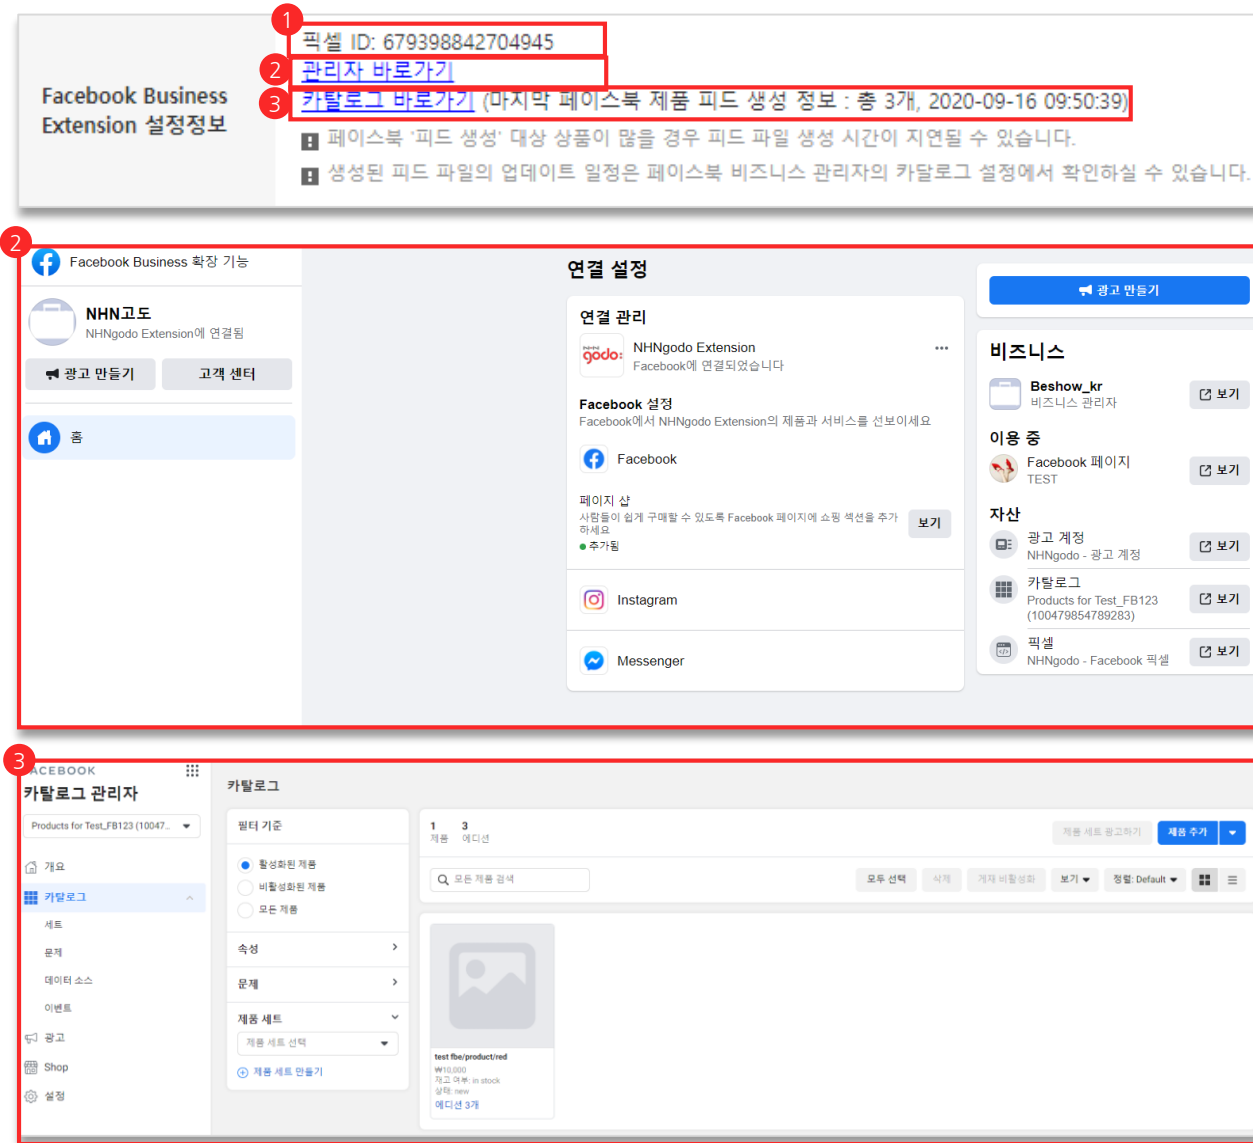 1
픽셀 ID: 679398842704945
2
관리자 바로가기
3
카탈로그 바로가기 (마지막 페이스북 제품 피드 생성 정보 : 총 3개, 2020-09-16 09:50:39)
Facebook Business
Extension 설정정보
페이스북 '피드 생성' 대상 상품이 많을 경우 피드 파일 생성 시간이 지연될 수 있습니다.
생성된 피드 파일의 업데이트 일정은 페이스북 비즈니스 관리자의 카달로그 설정에서 확인하실 수 있습니다.
2
Facebook Business 확장 기능
NHN고도
NHNgodo Extension에 연결됨
광고 만들기
고객 센터
홈
연결 설정
연결 관리
godo:
NHNgodo Extension
Facebook에 연결되었습니다
Facebook 설정
Facebook에서 NHNgodo Extension의 제품과 서비스를 선보이세요
Facebook
페이지 샵
사람들이 쉽게 구매할 수 있도록 Facebook 페이지에 쇼핑 섹션을 추가
하세요
추가됨
보기
Instagram
Messenger
광고 만들기
비즈니스
Beshow_kr
비즈니스 관리자
보기
이용 중
Facebook 페이지
TEST
보기
자산
광고 계정
NHNgodo - 광고 계정
보기
카탈로그
Products for Test_FB123
(100479854789283)
보기
픽셀
NHNgodo - Facebook 픽셀
보기
3
ACEBOOK
카탈로그 관리자
Products for Test_FB123 (10047...
개요
카탈로그
세트
문제
데이터 소스
이벤트
광고
Shop
설정
카탈로그
필터 기준
활성화된 제품
비활성화된 제품
모든 제품
속성
문제
제품 세트
제품 세트 선택
제품 세트 만들기
1 3
제품 에디션
제품 세트 광고하기
제품 추가
모든 제품 검색
모두 선택
삭제
게재 비활성화
보기
정렬: Default
test fbe/product/red
₩10,000
재고 여부: in stock
상태: new
에디션 3개